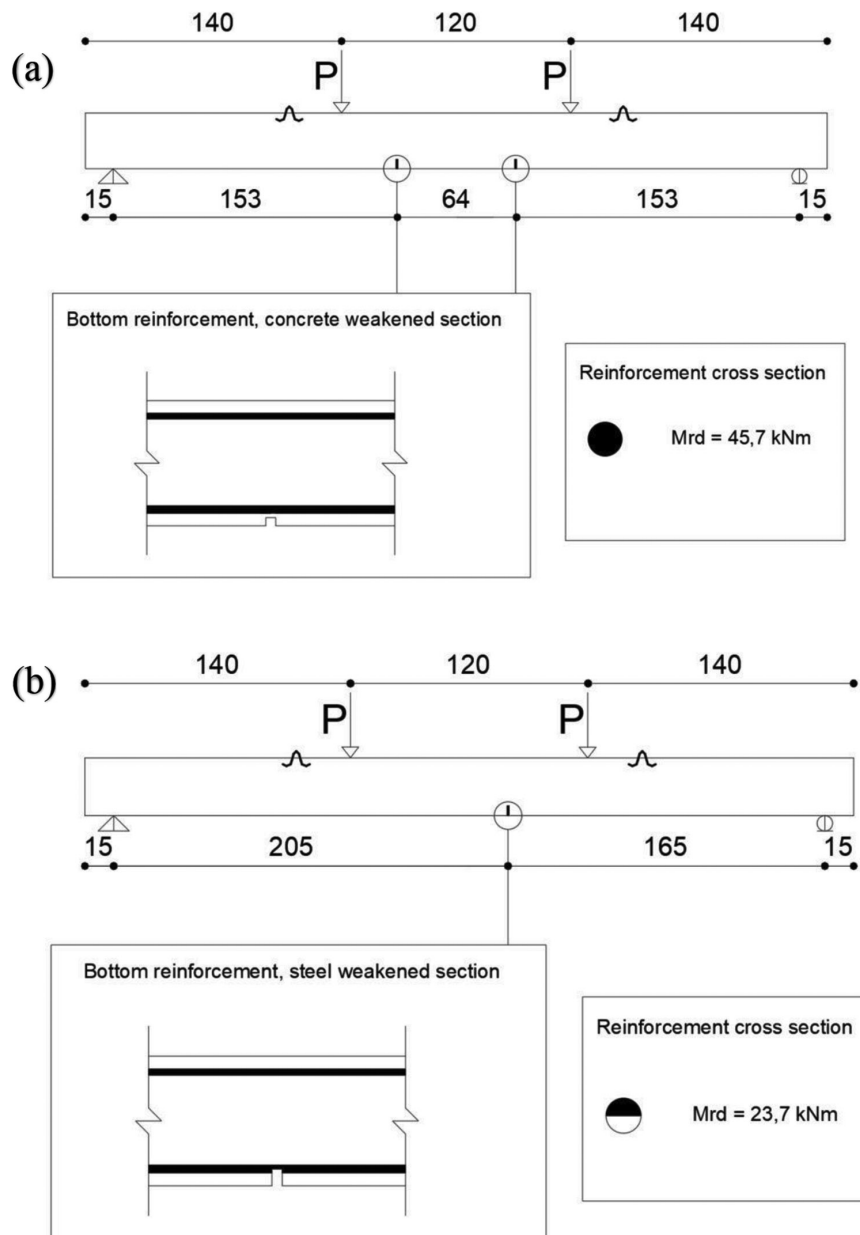 140 120 140
(a)
P P
15 153 64 153 15
Bottom reinforcement, concrete weakened section
Reinforcement cross section
Mrd = 45,7 kNm
140 120 140
(b)
P P
15 205 165 15
Bottom reinforcement, steel weakened section
Reinforcement cross section
Mrd = 23,7 kNm